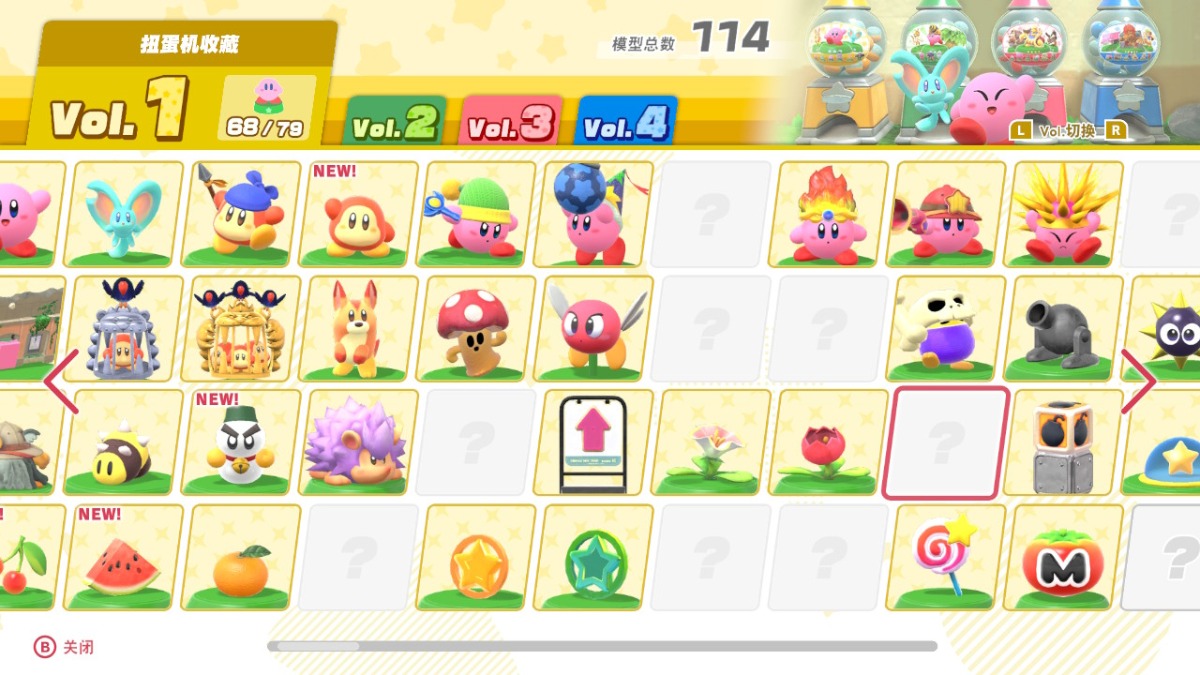 扭蛋机收藏
模型总数 114
Vol. 1
68/79
Vol. 2
Vol. 3
Vol. 4
L Vol.切换 R
NEW!
NEW!
NEW!
? ?
? ?
? ?
? ? ? ?
M
B 关闭